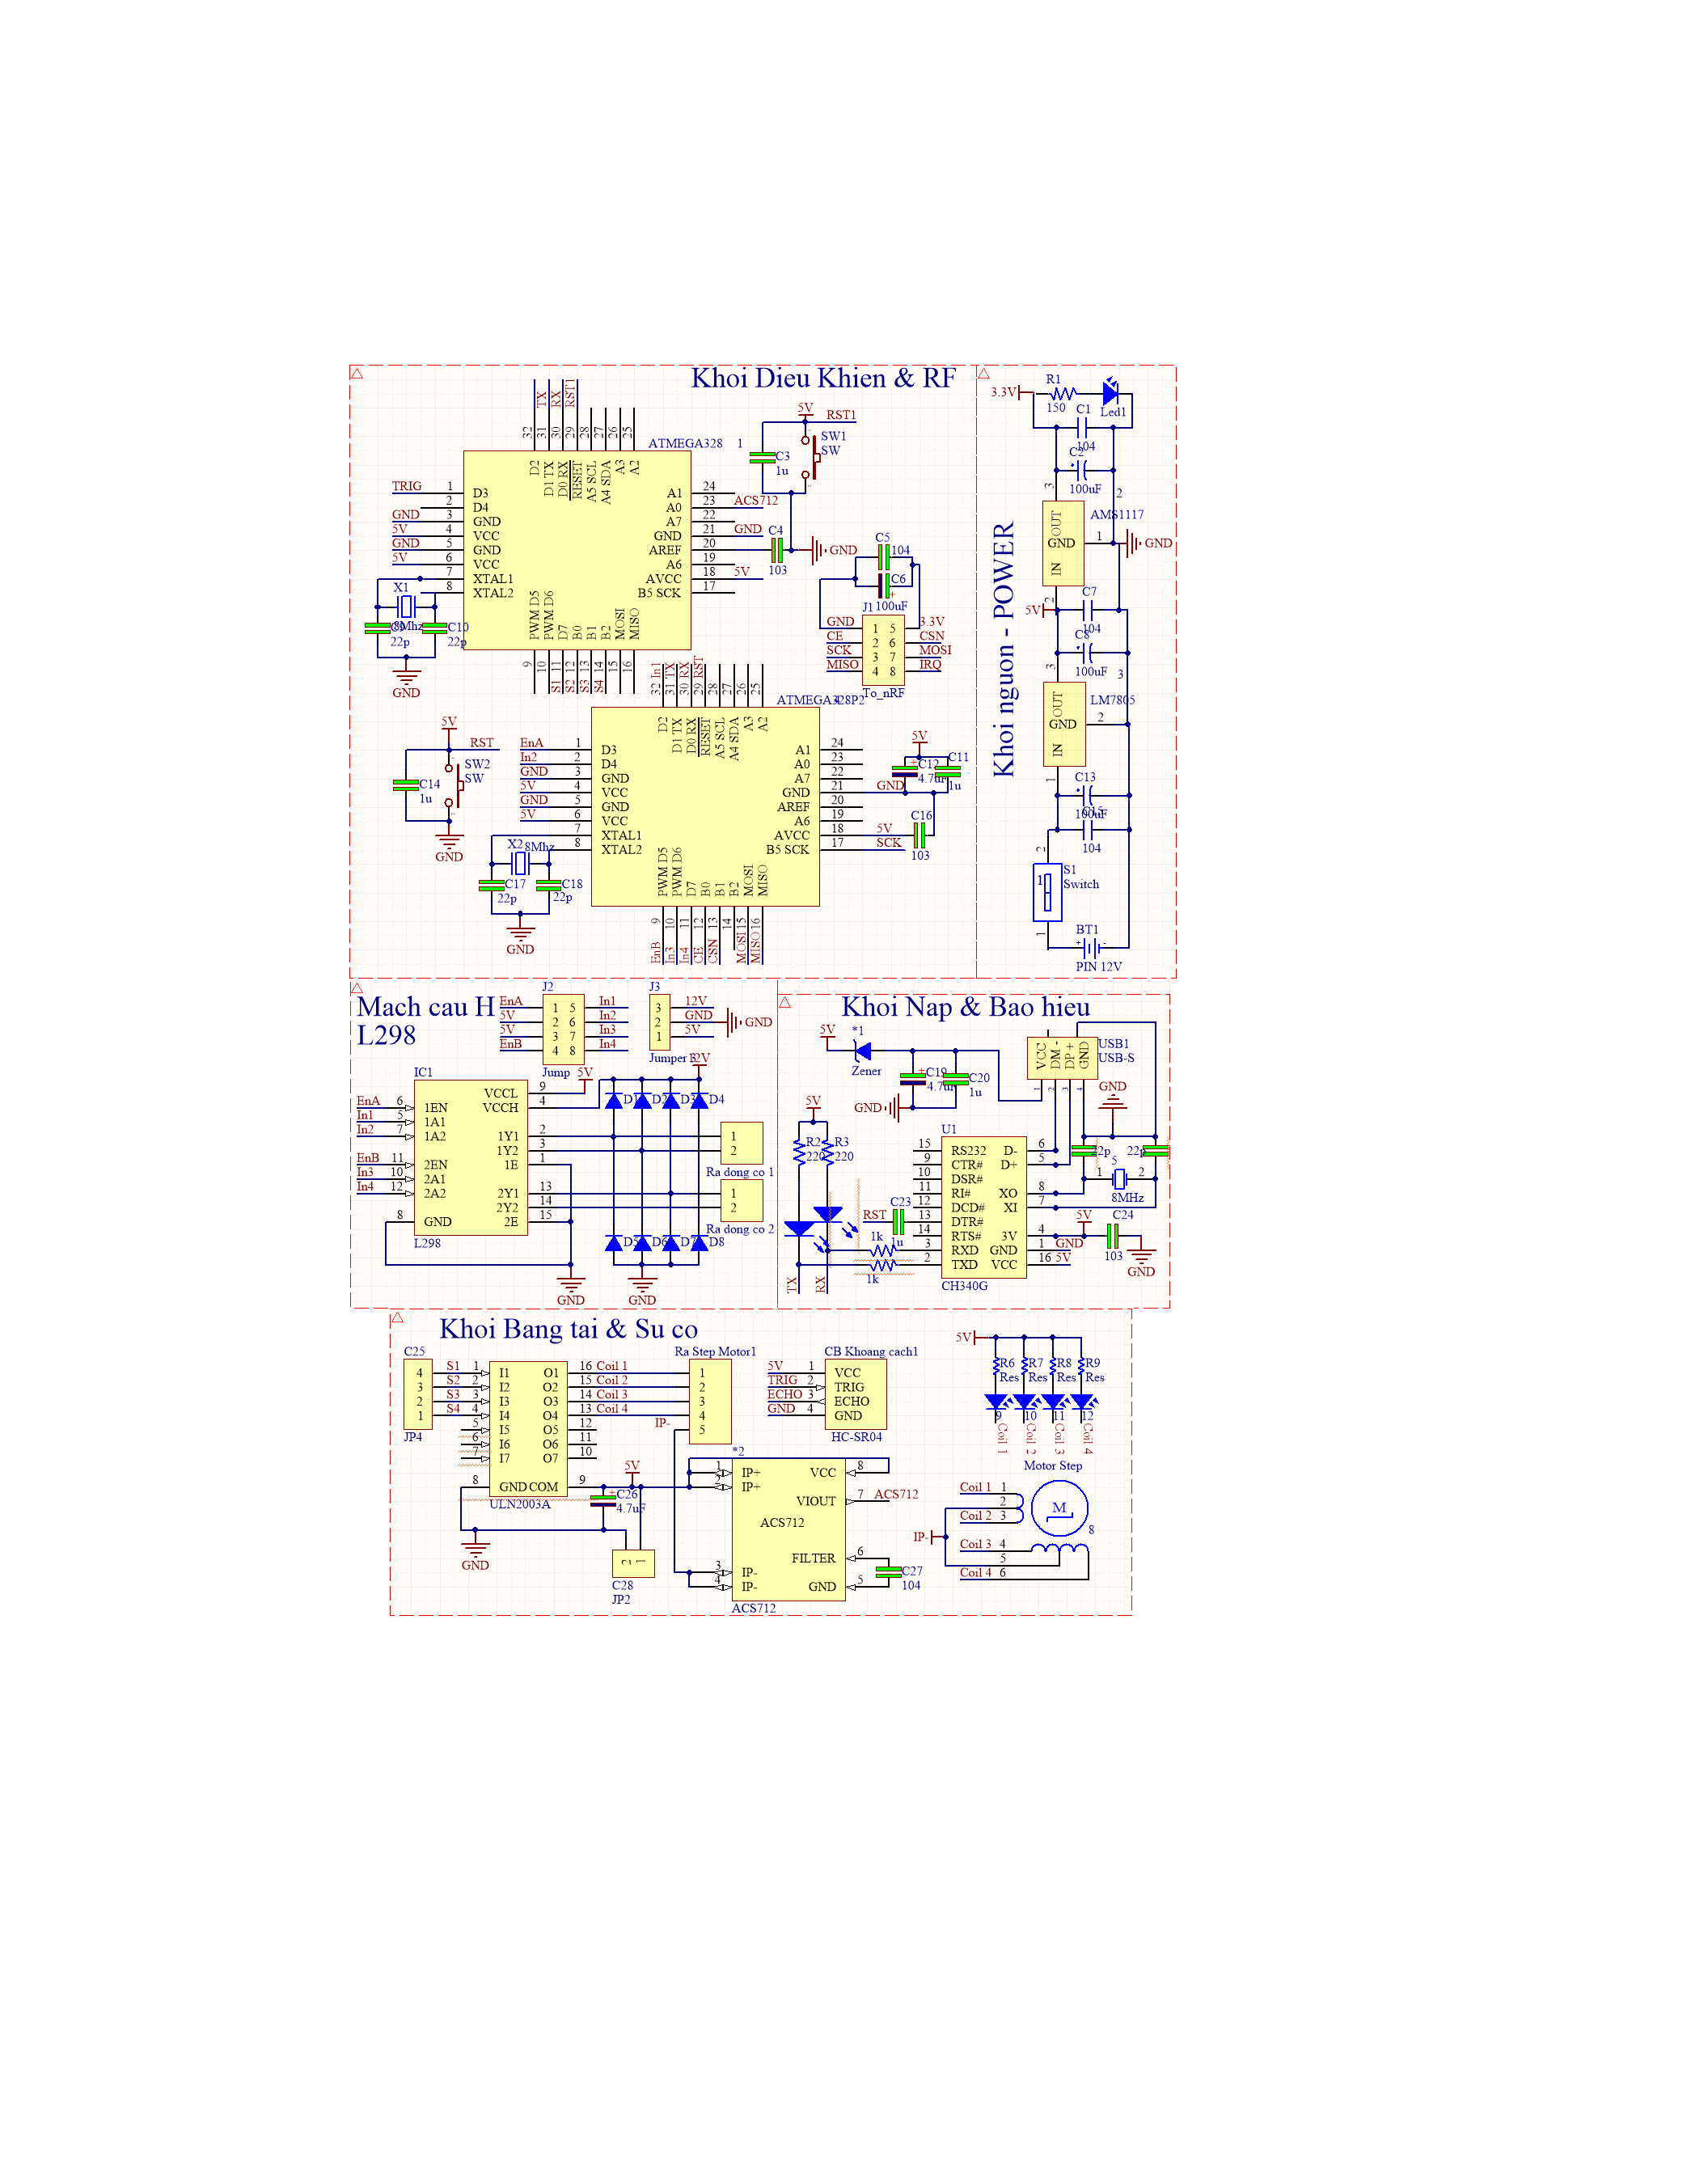 Khoi Dieu Khien & RF
TX
RX
RST1
32
31
30
29
28
27
26
25
ATMEGA328
1
D2
D1 TX
D0 RX
RESET
A5 SCL
A4 SDA
A3
A2
TRIG 1 D3
2 D4
GND 3 GND
5V 4 VCC
GND 5 GND
5V 6 VCC
7 XTAL1
8 XTAL2
A1 24
A0 23 ACS712
A7 22
GND 21 GND
AREF 20
A6 19
AVCC 18 5V
B5 SCK 17
PWM D5
PWM D6
D7
B0
B1
B2
MOSI
MISO
9
10
S1 11
S2 12
S3 13
S4 14
15
16
X1
8Mhz
22p
C10
22p
GND
5V
RST1
SW1
SW
C3
1u
C4
103
GND
C5
104
C6
100uF
J1
GND 1 5 3.3V
CE 2 6 CSN
SCK 3 7 MOSI
MISO 4 8 IRQ
To_nRF
32 In1
31 TX
30 RX
29 RST
28
27
26
25
ATMEGA328P2
D2
D1 TX
D0 RX
RESET
A5 SCL
A4 SDA
A3
A2
EnA 1 D3
In2 2 D4
GND 3 GND
5V 4 VCC
GND 5 GND
5V 6 VCC
7 XTAL1
8 XTAL2
A1 24
A0 23
A7 22
GND 21 GND
AREF 20
A6 19
AVCC 18 5V
B5 SCK 17 SCK
PWM D5
PWM D6
D7
B0
B1
B2
MOSI
MISO
EnB 9
In3 10
In4 11
CE 12
CSN 13
14
MOSI 15
MISO 16
5V
RST
SW2
SW
C14
1u
GND
X2
8Mhz
C17
22p
C18
22p
GND
5V
C12
4.7uF
C11
1u
C16
103
Khoi nguon - POWER
3.3V
R1
150
Led1
C1
104
C2
100uF
3
2
AMS1117
OUT
GND 1 GND
IN
2
5V
C7
104
C8
100uF
3
3
LM7805
OUT
GND 2
IN
1
C13
100uF
C15
104
2
S1
Switch
1
1
BT1
PIN 12V
Mach cau H
L298
J2
EnA 1 5 In1
5V 2 6 In2
5V 3 7 In3
EnB 4 8 In4
Jump
J3
3 12V
2 GND GND
1 5V
Jumper 3
12V
IC1
5V
VCCL 9
VCCH 4
EnA 6 1EN
In1 5 1A1
In2 7 1A2
EnB 11 2EN
In3 10 2A1
In4 12 2A2
8 GND
1Y1 2
1Y2 3
1E 1
2Y1 13
2Y2 14
2E 15
L298
D1
D2
D3
D4
D5
D6
D7
D8
1
2
Ra dong co 1
1
2
Ra dong co 2
GND
GND
Khoi Nap & Bao hieu
5V
*1
Zener
C19
4.7uF
C20
1u
GND
VCC
DM -
DP +
GND
1
2
3
4
USB1
USB-S
GND
5V
R2
220
R3
220
TX
RX
RST
C23
1u
1k
1k
U1
15 RS232
9 CTR#
10 DSR#
11 RI#
12 DCD#
13 DTR#
14 RTS#
3 RXD
2 TXD
D- 6
D+ 5
XO 8
XI 7
3V 4
GND 1 GND
VCC 16 5V
CH340G
22p
22p
5
1
2
8MHz
5V
C24
103
GND
Khoi Bang tai & Su co
C25
4 S1 1 I1
3 S2 2 I2
2 S3 3 I3
1 S4 4 I4
5 I5
6 I6
7 I7
8 GND
JP4
O1 16 Coil 1
O2 15 Coil 2
O3 14 Coil 3
O4 13 Coil 4
O5 12
O6 11
O7 10
COM 9
ULN2003A
GND
5V
C26
4.7uF
2
1
C28
JP2
Ra Step Motor1
1
2
3
4
5
IP-
*2
CB Khoang cach1
5V 1 VCC
TRIG 2 TRIG
ECHO 3 ECHO
GND 4 GND
HC-SR04
1 IP+
2 IP+
3 IP-
4 IP-
VCC 8
VIOUT 7 ACS712
ACS712
FILTER 6
GND 5
C27
104
ACS712
5V
R6
Res
R7
Res
R8
Res
R9
Res
9
10
11
12
Coil 1
Coil 2
Coil 3
Coil 4
Motor Step
Coil 1 1
2
Coil 2 3
M
8
IP-
Coil 3 4
5
Coil 4 6